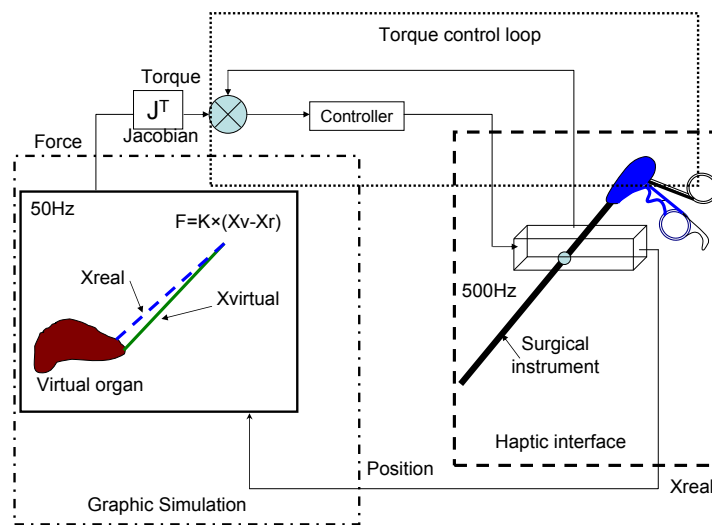 Torque control loop
Torque
J^T
Jacobian
Controller
Force
50Hz
F=K×(Xv-Xr)
Xreal
Xvirtual
Virtual organ
500Hz
Surgical
instrument
Haptic interface
Position
Xreal
Graphic Simulation